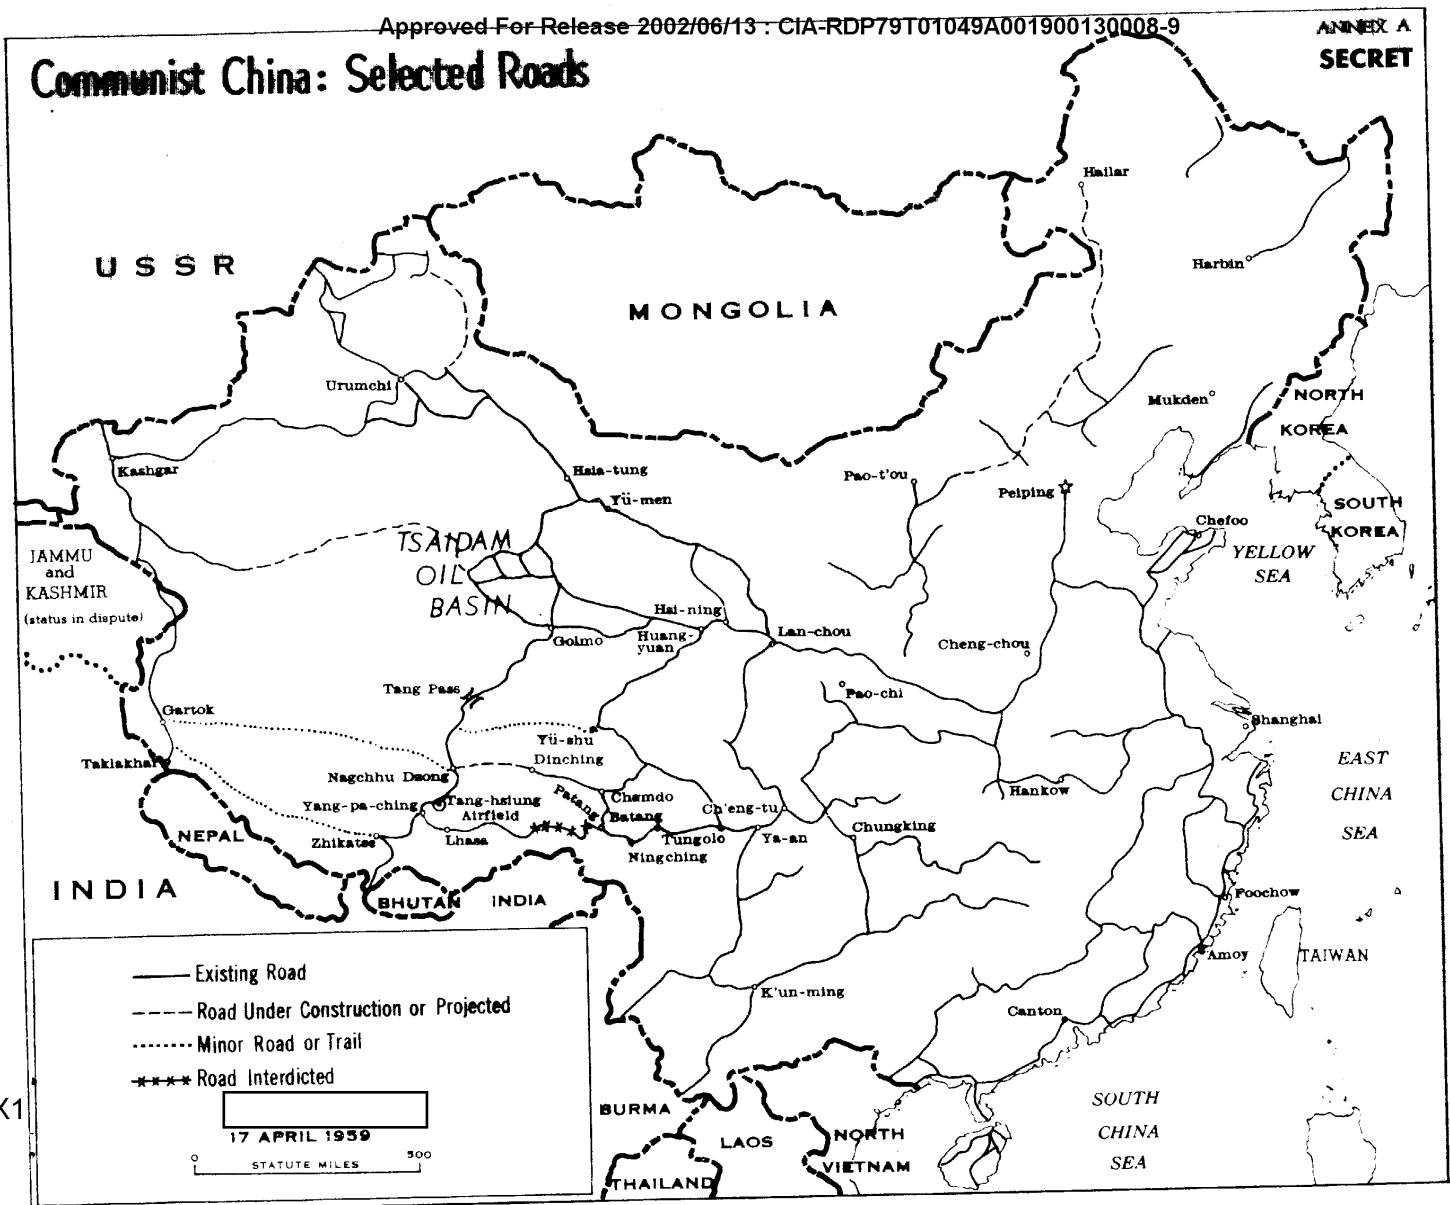 Approved For Release 2002/06/13 : CIA-RDP79T01049A001900130008-9
ANNEX A
SECRET
Communist China: Selected Roads
Hailar
USSR
Harbin
MONGOLIA
Urumchi
Mukden
NORTH
KOREA
Kashgar
Hsia-tung
Pao-t'ou
Peiping
Yü-men
SOUTH
KOREA
Chefoo
YELLOW
SEA
TSAIDAM
OIL
BASIN
JAMMU
and
KASHMIR
(status in dispute)
Hsi-ning
Golmo
Huang-
yuan
Lan-chou
Cheng-chou
Tang Pass
Pao-chi
Gartok
Shanghai
Yü-shu
Taklakhar
Dinching
Nagchhu Dzong
EAST
CHINA
SEA
Hankow
Yang-pa-ching
Tang-hsiung
Airfield
Patang
Chamdo
Batang
Ch'eng-tu
NEPAL
Zhikatse
Lhasa
Tungolo
Ningching
Ya-an
Chungking
INDIA
BHUTAN
INDIA
Foochow
Amoy
TAIWAN
Existing Road
Road Under Construction or Projected
K'un-ming
Canton
Minor Road or Trail
Road Interdicted
X1
17 APRIL 1959
0 500
STATUTE MILES
BURMA
LAOS
NORTH
VIETNAM
THAILAND
SOUTH
CHINA
SEA